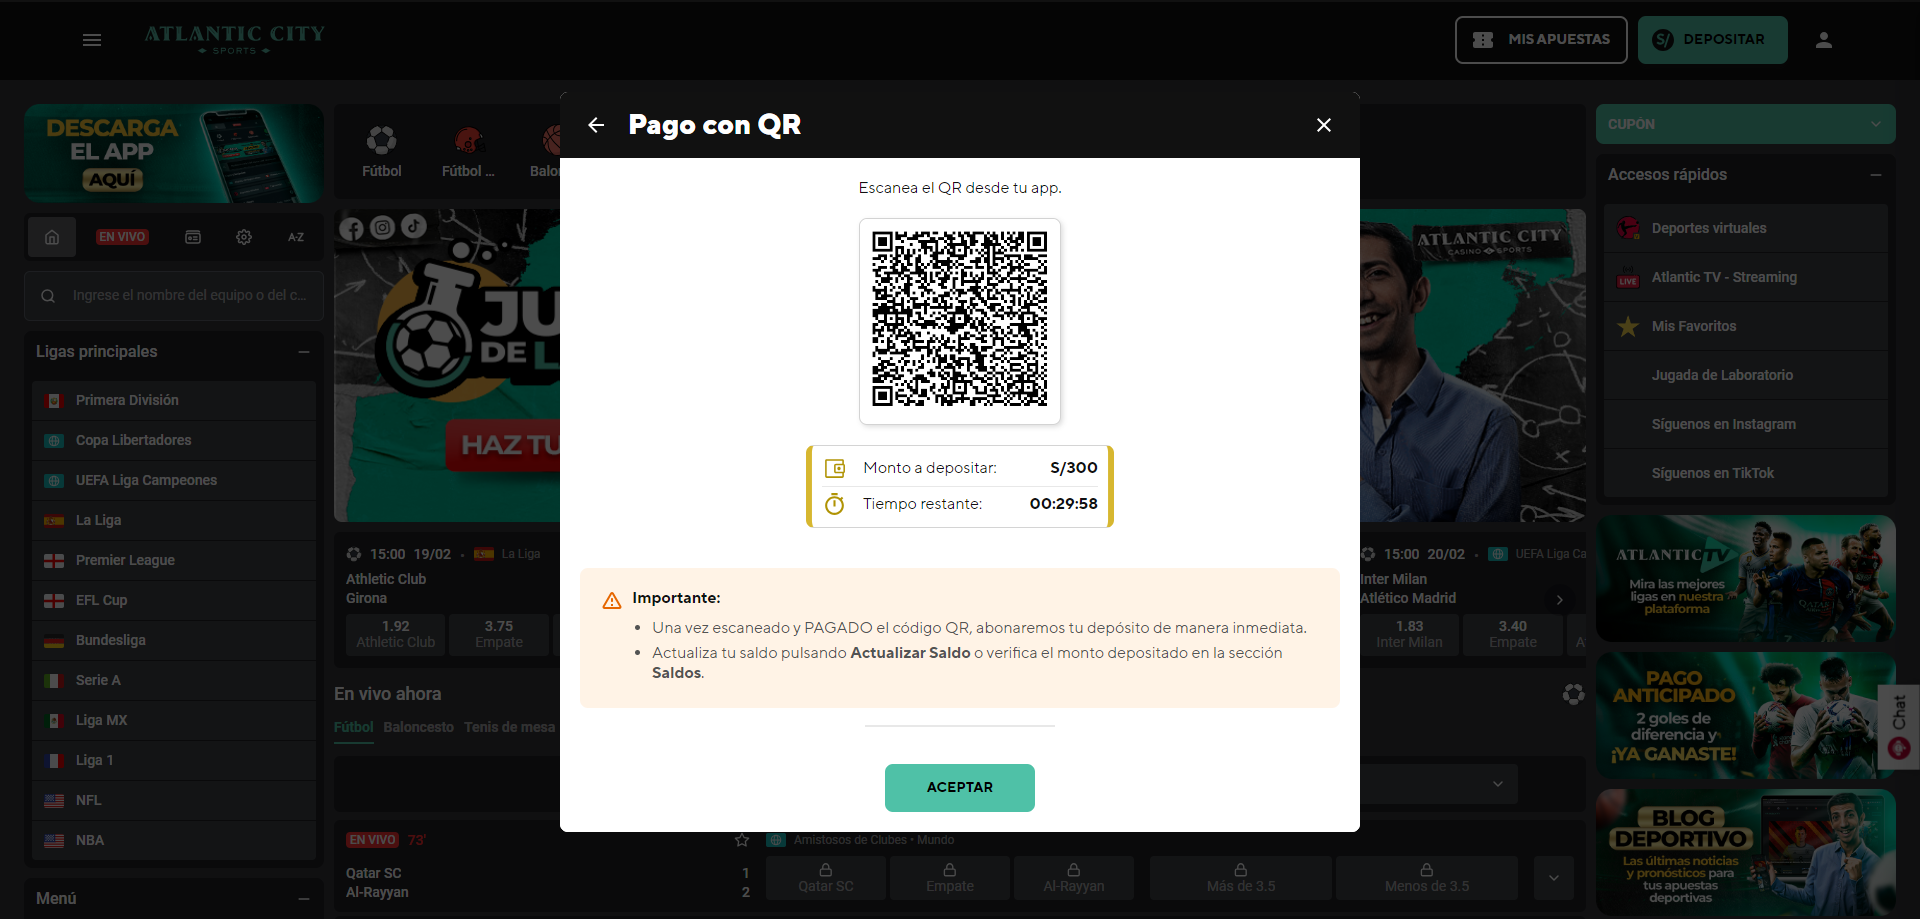 ATLANTIC CITY
SPORTS
MIS APUESTAS
S/ DEPOSITAR
DESCARGA
EL APP
AQUÍ
EN VIVO
A-Z
Ingrese el nombre del equipo o del c...
Ligas principales
Primera División
Copa Libertadores
UEFA Liga Campeones
La Liga
Premier League
EFL Cup
Bundesliga
Serie A
Liga MX
Ligue 1
NFL
NBA
Menú
Fútbol
Fútbol ...
Balo
JU
DE L
HAZ TU
Pago con QR
Escanea el QR desde tu app.
Monto a depositar: S/300
Tiempo restante: 00:29:58
Importante:
• Una vez escaneado y PAGADO el código QR, abonaremos tu depósito de manera inmediata.
• Actualiza tu saldo pulsando Actualizar Saldo o verifica el monto depositado en la sección
Saldos.
ACEPTAR
15:00 19/02 • La Liga
Athletic Club
Girona
1.92
Athletic Club
3.75
Empate
ATLANTIC CITY
CASINO SPORTS
15:00 20/02 • UEFA Liga Ca
Inter Milan
Atlético Madrid
1.83
Inter Milan
3.40
Empate
A
En vivo ahora
Fútbol Baloncesto Tenis de mesa
EN VIVO 73'
Qatar SC 1
Al-Rayyan 2
Amistosos de Clubes • Mundo
Qatar SC
Empate
Al-Rayyan
Más de 3.5
Menos de 3.5
CUPÓN
Accesos rápidos
Deportes virtuales
LIVE
Atlantic TV - Streaming
Mis Favoritos
Jugada de Laboratorio
Síguenos en Instagram
Síguenos en TikTok
ATLANTIC TV
Mira las mejores
ligas en nuestra
plataforma
PAGO
ANTICIPADO
2 goles de
diferencia y
¡YA GANASTE!
Chat
BLOG
DEPORTIVO
Las últimas noticias
y pronósticos para
tus apuestas
deportivas